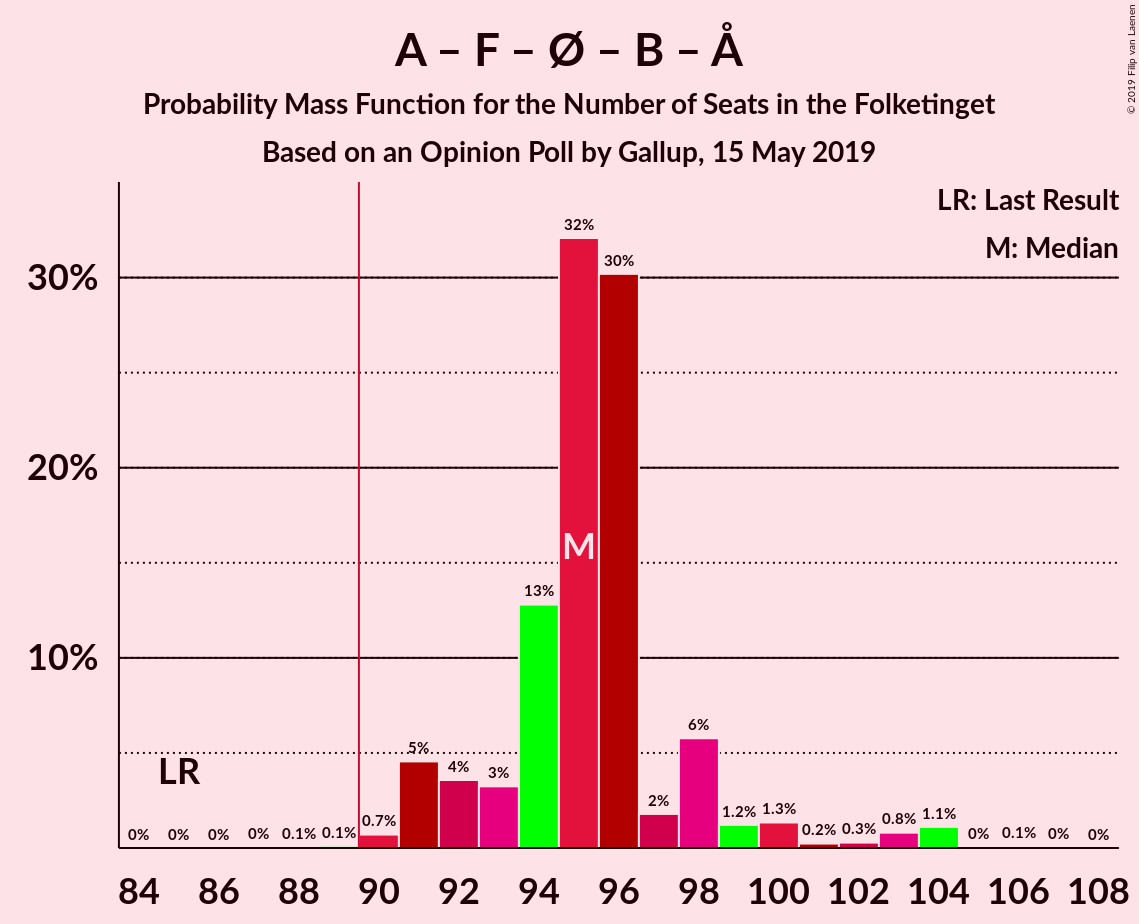 A – F – Ø – B – Å
Probability Mass Function for the Number of Seats in the Folketinget
Based on an Opinion Poll by Gallup, 15 May 2019
© 2019 Filip van Laenen
LR: Last Result
M: Median
30%
20%
10%
0% 0% 0% 0% 0.1% 0.1% 0.7% 5% 4% 3% 13% 32% 30% 2% 6% 1.2% 1.3% 0.2% 0.3% 0.8% 1.1% 0% 0.1% 0% 0%
M
LR
84 86 88 90 92 94 96 98 100 102 104 106 108